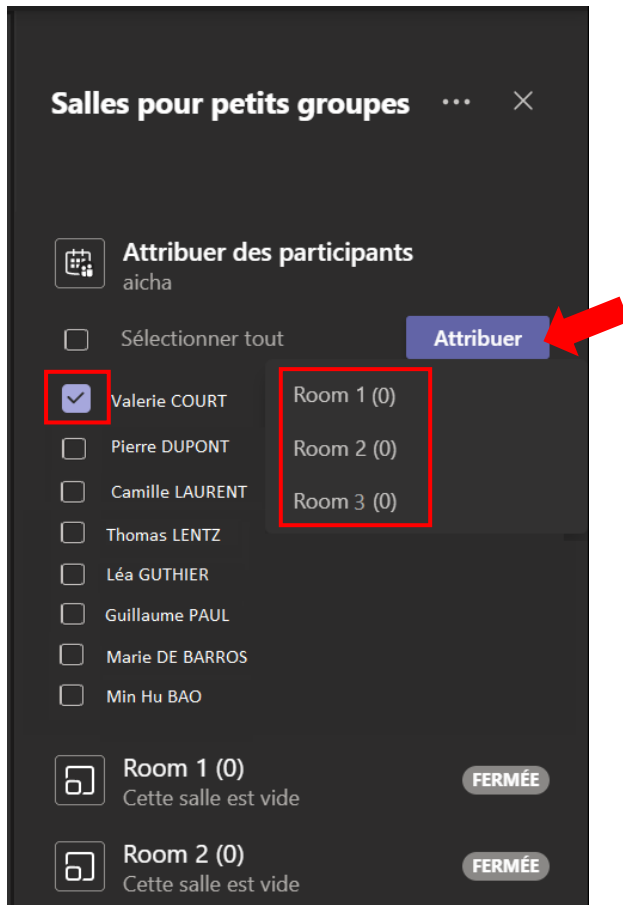 Salles pour petits groupes ...
Attribuer des participants
aicha
Sélectionner tout
Attribuer
Valerie COURT
Room 1 (0)
Pierre DUPONT
Room 2 (0)
Camille LAURENT
Room 3 (0)
Thomas LENTZ
Léa GUTHIER
Guillaume PAUL
Marie DE BARROS
Min Hu BAO
Room 1 (0)
FERMÉE
Cette salle est vide
Room 2 (0)
FERMÉE
Cette salle est vide